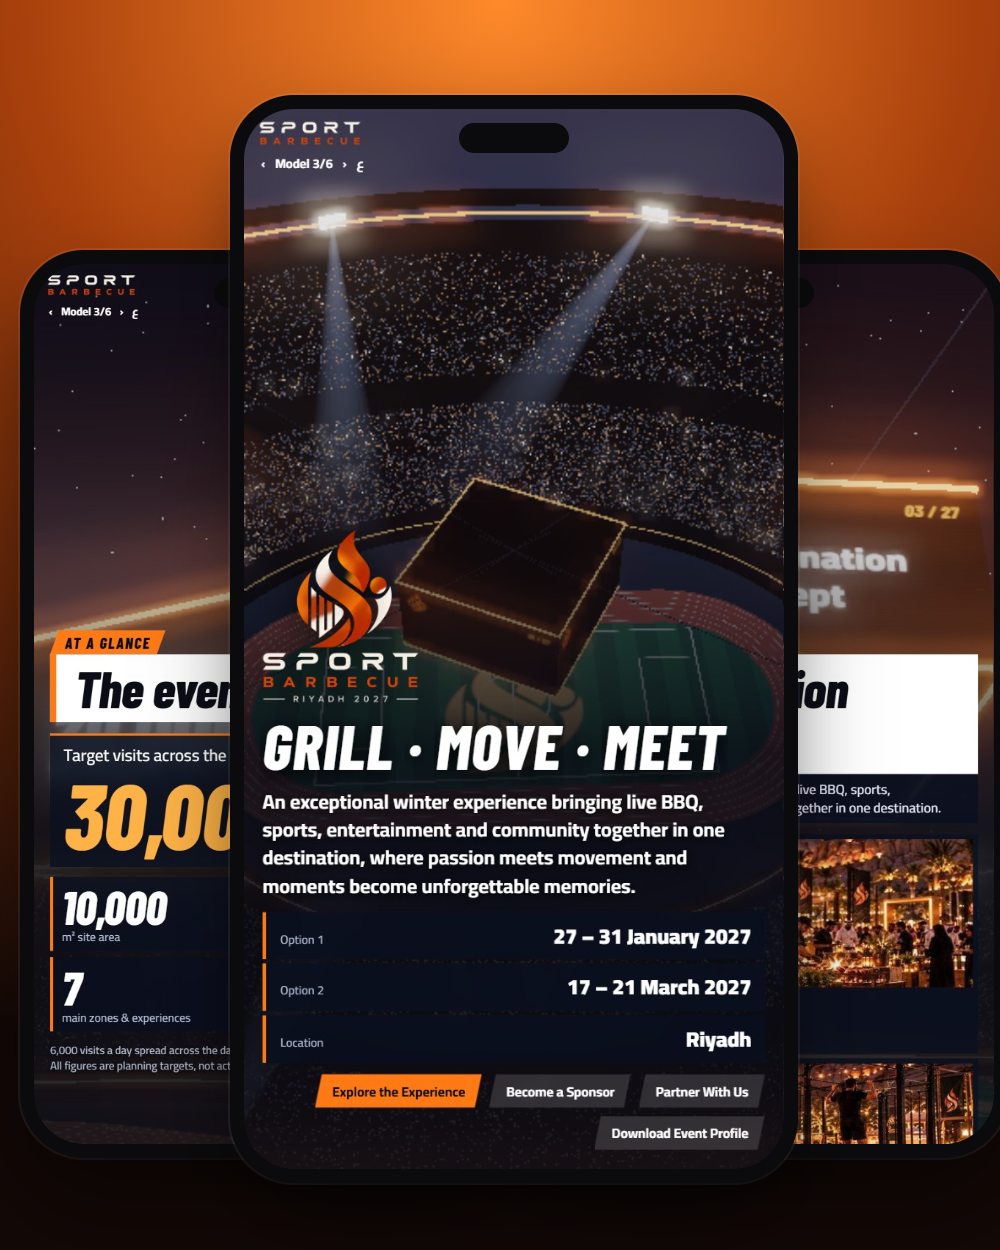 SPORT
BARBECUE
‹ Model 3/6 › ع
SPORT
BARBECUE
RIYADH 2027
GRILL • MOVE • MEET
An exceptional winter experience bringing live BBQ,
sports, entertainment and community together in one
destination, where passion meets movement and
moments become unforgettable memories.
Option 1
27 – 31 January 2027
Option 2
17 – 21 March 2027
Location
Riyadh
Explore the Experience
Become a Sponsor
Partner With Us
Download Event Profile
SPORT
BARBECUE
‹ Model 3/6 › ع
AT A GLANCE
The even
Target visits across the
30,00
10,000
m² site area
7
main zones & experiences
6,000 visits a day spread across the da
All figures are planning targets, not act
03 / 27
nation
ept
ion
live BBQ, sports,
gether in one destination.